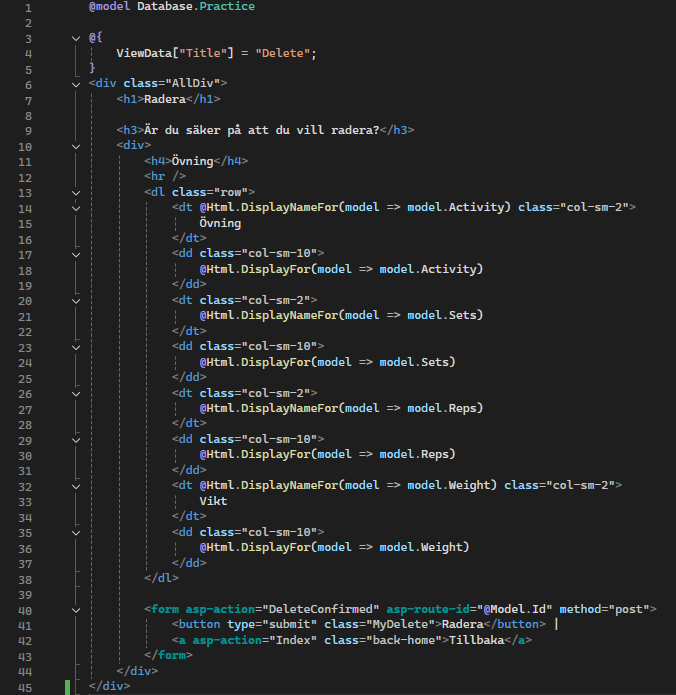 1 @model Database.Practice
2
3 @{
4 ViewData["Title"] = "Delete";
5 }
6 <div class="AllDiv">
7 <h1>Radera</h1>
8
9 <h3>Är du säker på att du vill radera?</h3>
10 <div>
11 <h4>Övning</h4>
12 <hr />
13 <dl class="row">
14 <dt @Html.DisplayNameFor(model => model.Activity) class="col-sm-2">
15 Övning
16 </dt>
17 <dd class="col-sm-10">
18 @Html.DisplayFor(model => model.Activity)
19 </dd>
20 <dt class="col-sm-2">
21 @Html.DisplayNameFor(model => model.Sets)
22 </dt>
23 <dd class="col-sm-10">
24 @Html.DisplayFor(model => model.Sets)
25 </dd>
26 <dt class="col-sm-2">
27 @Html.DisplayNameFor(model => model.Reps)
28 </dt>
29 <dd class="col-sm-10">
30 @Html.DisplayFor(model => model.Reps)
31 </dd>
32 <dt @Html.DisplayNameFor(model => model.Weight) class="col-sm-2">
33 Vikt
34 </dt>
35 <dd class="col-sm-10">
36 @Html.DisplayFor(model => model.Weight)
37 </dd>
38 </dl>
39
40 <form asp-action="DeleteConfirmed" asp-route-id="@Model.Id" method="post">
41 <button type="submit" class="MyDelete">Radera</button> |
42 <a asp-action="Index" class="back-home">Tillbaka</a>
43 </form>
44 </div>
45 </div>